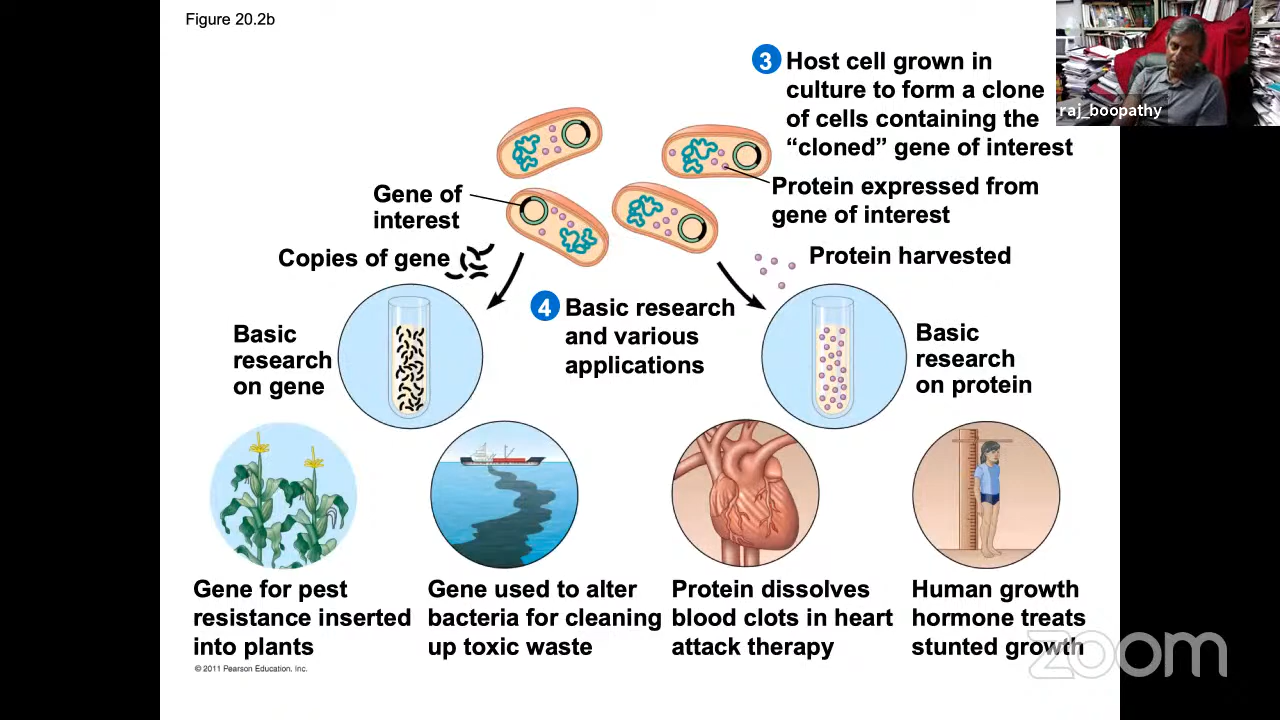 Figure 20.2b
3 Host cell grown in
culture to form a clone
of cells containing the
“cloned” gene of interest
raj_boopathy
Gene of
interest
Protein expressed from
gene of interest
Copies of gene
Protein harvested
4 Basic research
and various
applications
Basic
research
on gene
Basic
research
on protein
Gene for pest
resistance inserted
into plants
Gene used to alter
bacteria for cleaning
up toxic waste
Protein dissolves
blood clots in heart
attack therapy
Human growth
hormone treats
stunted growth
© 2011 Pearson Education, Inc.
zoom